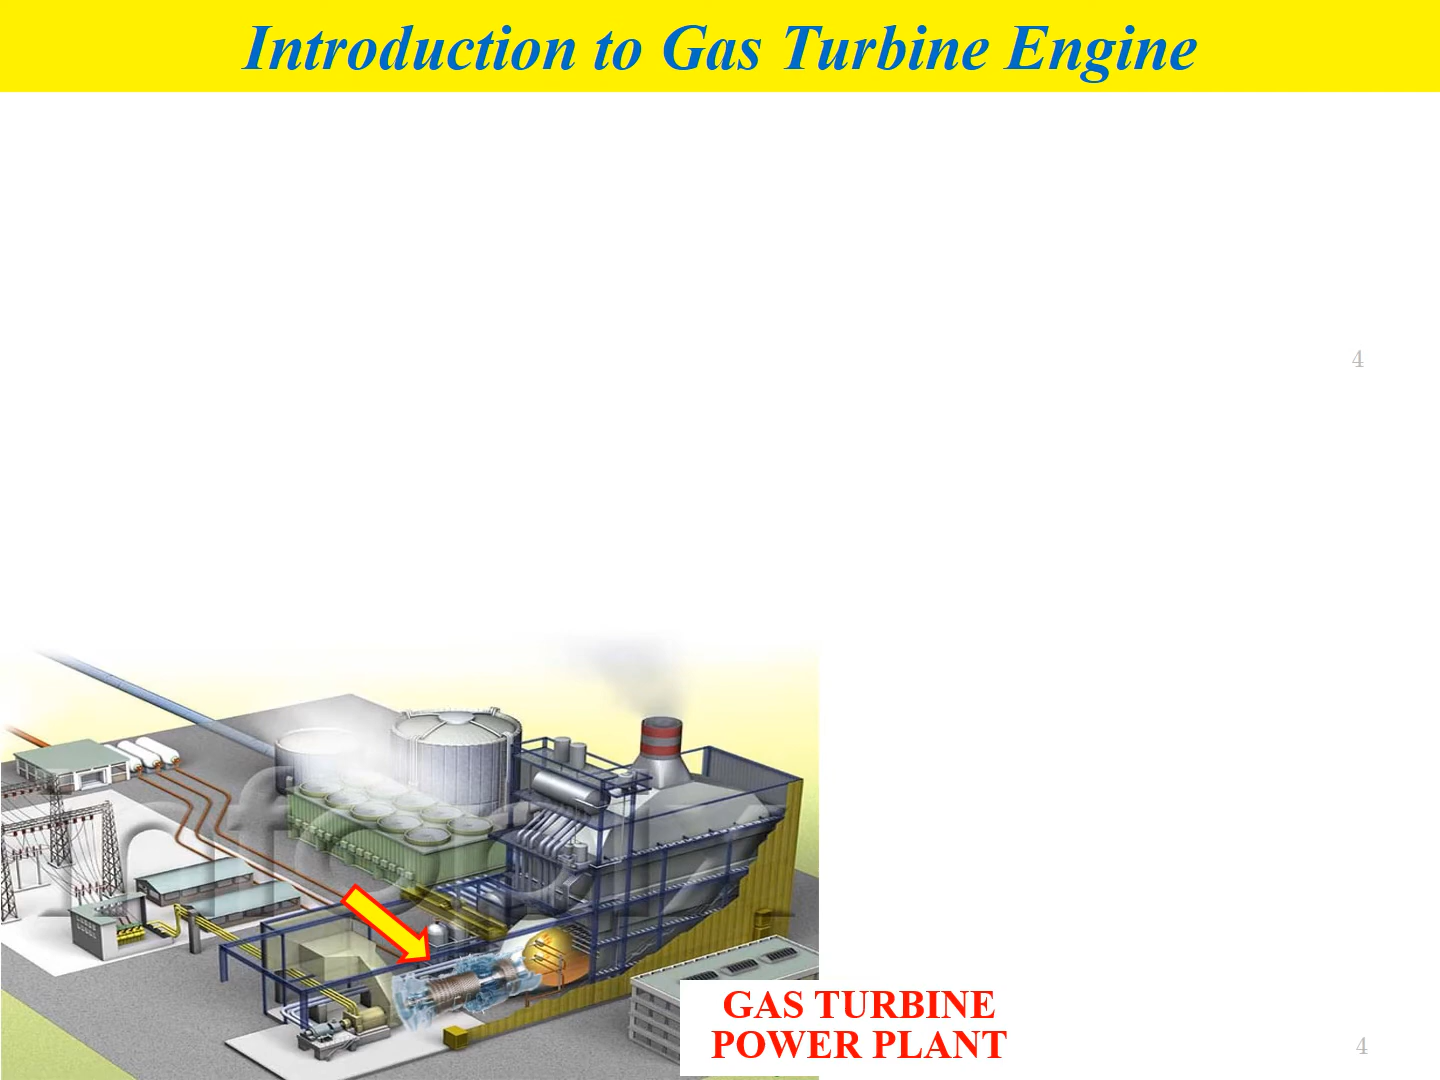 Introduction to Gas Turbine Engine
4
GAS TURBINE
POWER PLANT
4